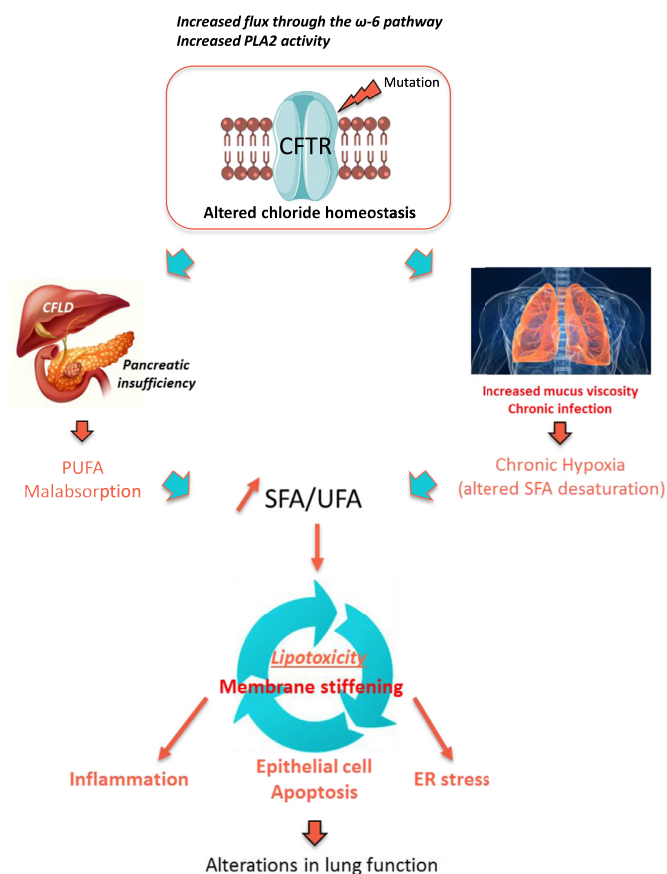 Increased flux through the ω-6 pathway
Increased PLA2 activity
Mutation
CFTR
Altered chloride homeostasis
CFLD
Pancreatic
insufficiency
Increased mucus viscosity
Chronic infection
PUFA
Malabsorption
Chronic Hypoxia
(altered SFA desaturation)
SFA/UFA
Lipotoxicity
Membrane stiffening
Inflammation
Epithelial cell
Apoptosis
ER stress
Alterations in lung function